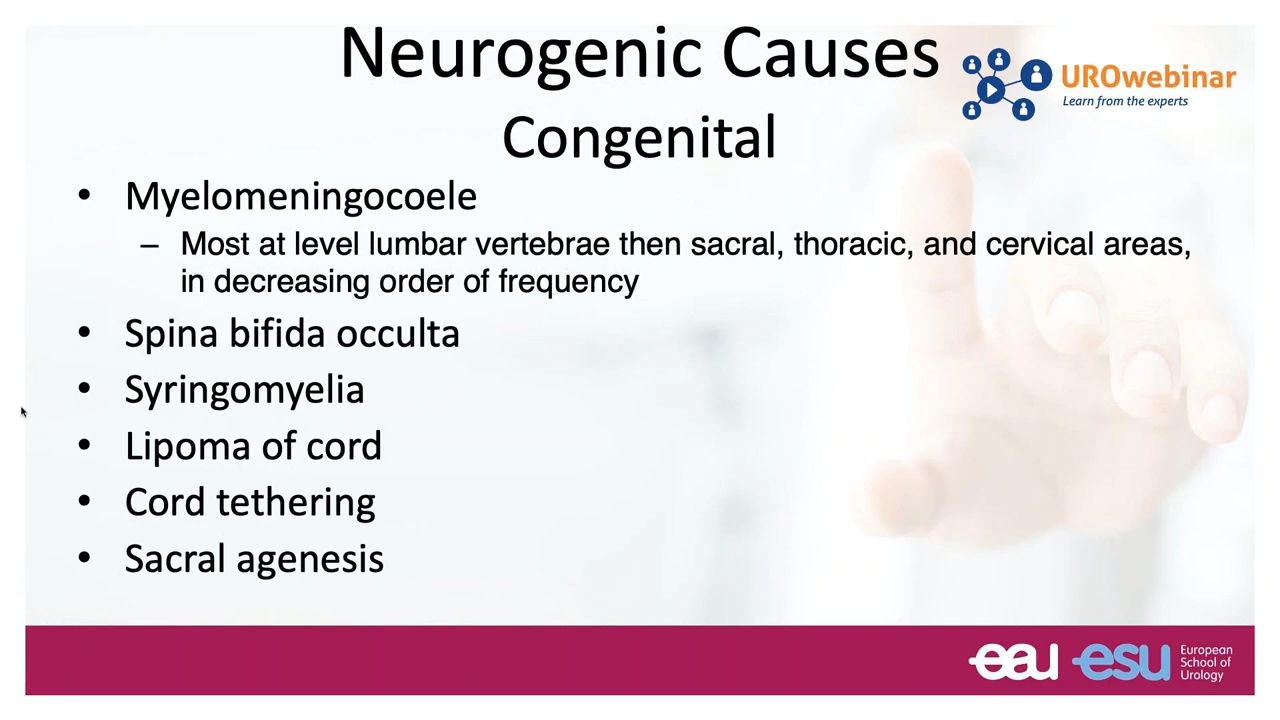 Neurogenic Causes
Congenital
UROwebinar
Learn from the experts
• Myelomeningocoele
– Most at level lumbar vertebrae then sacral, thoracic, and cervical areas,
in decreasing order of frequency
• Spina bifida occulta
• Syringomyelia
• Lipoma of cord
• Cord tethering
• Sacral agenesis
eau esu European
School of
Urology